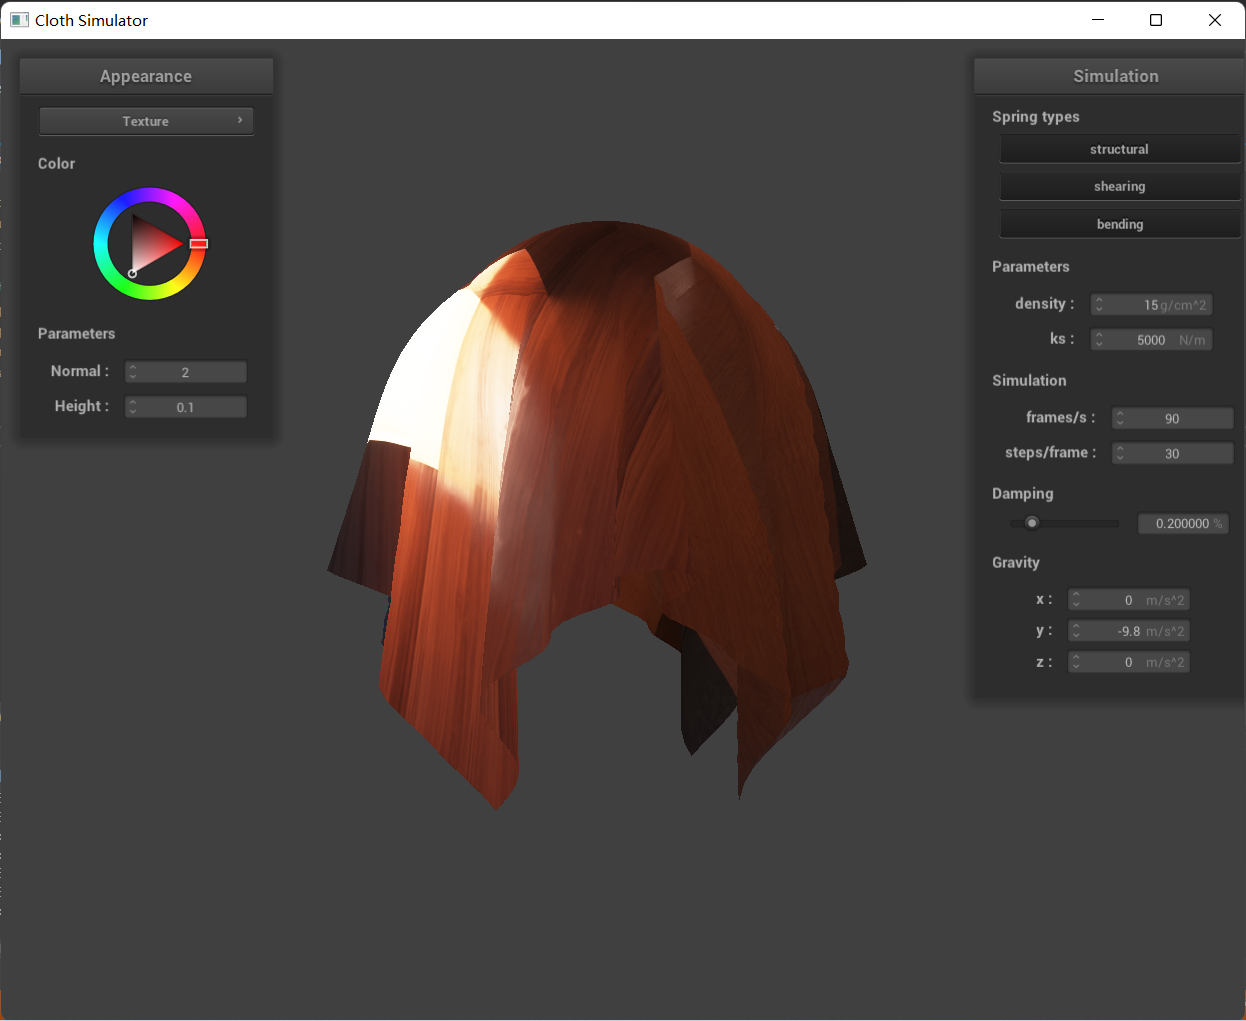 Cloth Simulator
Appearance
Texture
Color
Parameters
Normal : 2
Height : 0.1
Simulation
Spring types
structural
shearing
bending
Parameters
density : 15 g/cm^2
ks : 5000 N/m
Simulation
frames/s : 90
steps/frame : 30
Damping
0.200000 %
Gravity
x : 0 m/s^2
y : -9.8 m/s^2
z : 0 m/s^2